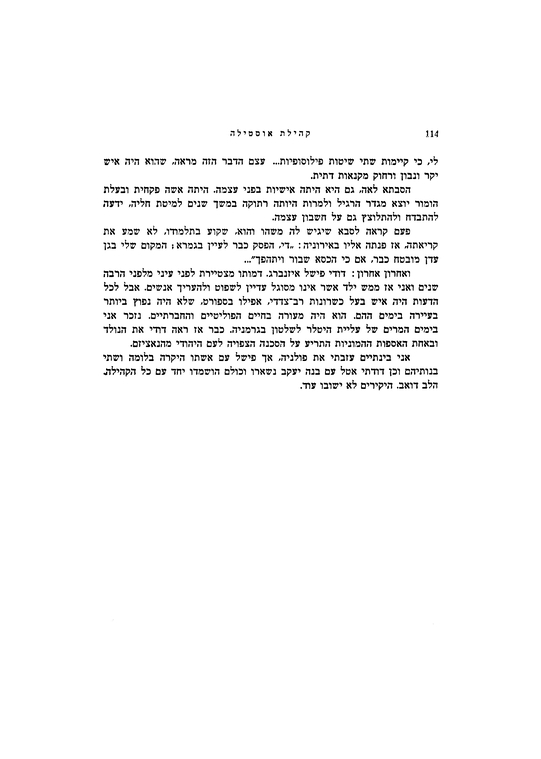 114
קהילת אוסטילה
לי, כי קיימות שתי שיטות פילוסופיות... עצם הדבר הזה מראה, שהוא היה איש
יקר ונבון ורחוק מקנאות דתית.
הסבתא לאה, גם היא היתה אישיות בפני עצמה. היתה אשה פקחית ובעלת
הומור יוצא מגדר הרגיל ולמרות היותה רתוקה במשך שנים למיטת חליה, ידעה
להתבדח ולהתלוצץ גם על חשבון עצמה.
פעם קראה לסבא שיגיש לה משהו והוא, שקוע בתלמודו, לא שמע את
קריאתה, אז פנתה אליו באירוניה: „די, הפסק כבר לעיין בגמרא; המקום שלי בגן
עדן מובטח כבר, אם כי הכסא שבור ויתהפך"...
ואחרון אחרון: דודי פישל איזנברג. דמותו מצטיירת לפני עיני מלפני הרבה
שנים ואני אז ממש ילד אשר אינו מסוגל עדיין לשפוט ולהעריך אנשים. אבל לכל
הדעות היה איש בעל כשרונות רב־צדדי, אפילו בספורט, שלא היה נפוץ ביותר
בעיירה בימים ההם. הוא היה מעורה בחיים הפוליטיים והחברתיים. נזכר אני
בימים המרים של עליית היטלר לשלטון בגרמניה, כבר אז ראה דודי את הנולד
ובאחת האספות ההמוניות התריע על הסכנה הצפויה לעם היהודי מהנאציזם.
אני בינתיים עזבתי את פולניה, אך פישל עם אשתו היקרה בלומה ושתי
בנותיהם וכן דודתי אטל עם בנה יעקב נשארו וכולם הושמדו יחד עם כל הקהילה.
הלב דואב. היקירים לא ישובו עוד.